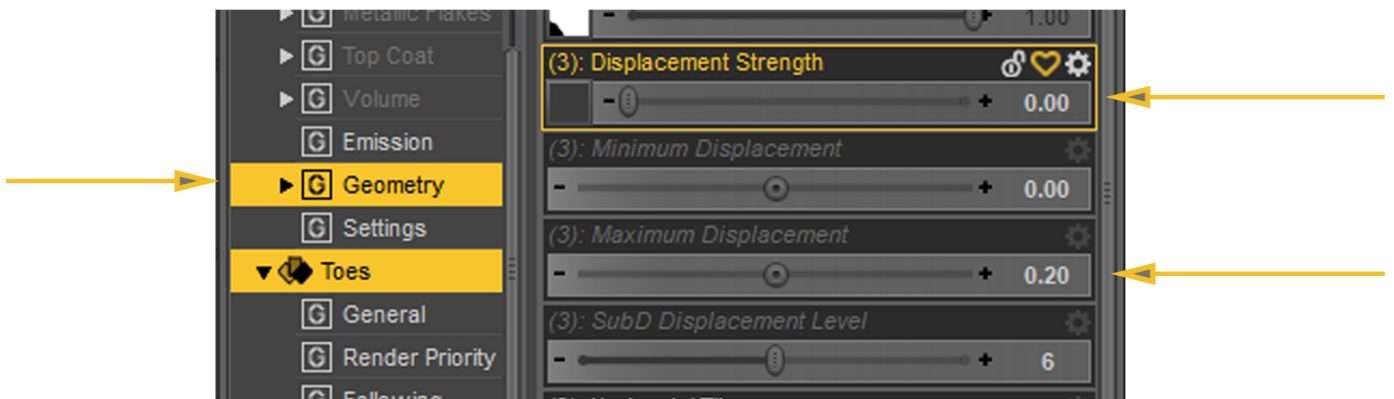 G Metallic Flakes
G Top Coat
G Volume
G Emission
G Geometry
G Settings
Toes
G General
G Render Priority
G Following
- + 1.00
(3): Displacement Strength
- + 0.00
(3): Minimum Displacement
- + 0.00
(3): Maximum Displacement
- + 0.20
(3): SubD Displacement Level
- + 6